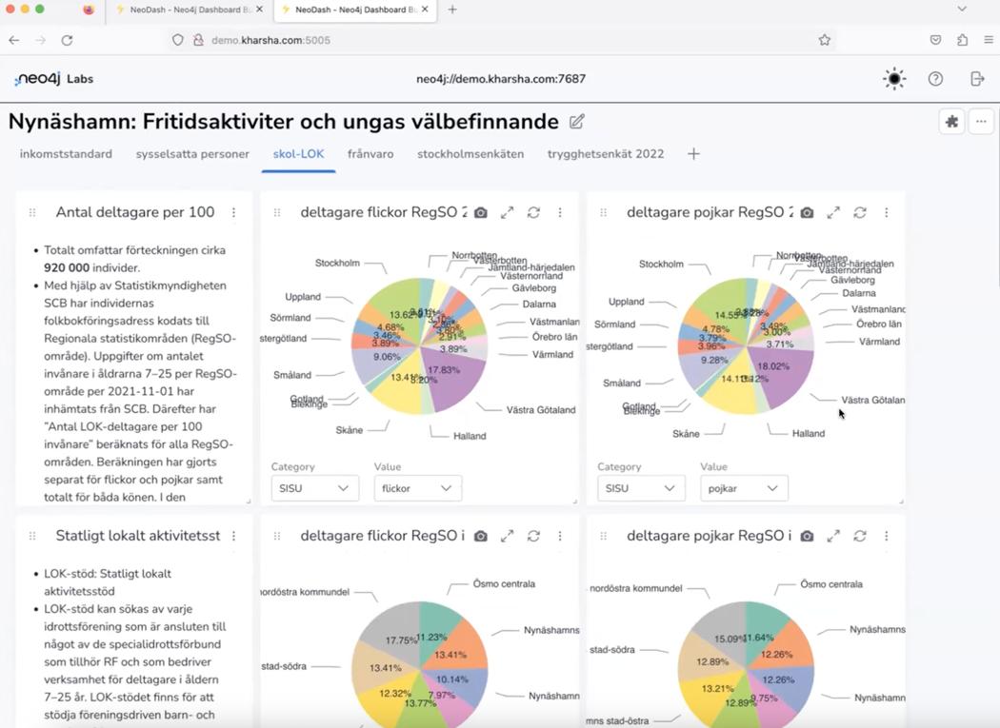 NeoDash - Neo4j Dashboard Bu
NeoDash - Neo4j Dashboard Bu
demo.kharsha.com:5005
neo4j Labs
neo4j://demo.kharsha.com:7687
Nynäshamn: Fritidsaktiviter och ungas välbefinnande
inkomststandard
sysselsatta personer
skol-LOK
frånvaro
stockholmsenkäten
trygghetsenkät 2022
Antal deltagare per 100
Totalt omfattar förteckningen cirka
920 000 individer.
Med hjälp av Statistikmyndigheten
SCB har individernas
folkbokföringsadress kodats till
Regionala statistikområden (RegSO-
område). Uppgifter om antalet
invånare i åldrarna 7–25 per RegSO-
område per 2021-11-01 har
inhämtats från SCB. Därefter har
”Antal LOK-deltagare per 100
invånare” beräknats för alla RegSO-
områden. Beräkningen har gjorts
separat för flickor och pojkar samt
totalt för båda könen. I den
deltagare flickor RegSO 2
Stockholm
Norrbotten
Västerbotten
Jämtland-härjedalen
Västernorrland
Gävleborg
Uppland
Dalarna
Sörmland
Västmanlan
stergötland
Örebro län
Värmland
Småland
Gotland
Blekinge
Västra Götaland
Skåne
Halland
13.62%
4.68%
3.46%
3.89%
9.06%
2.91%
3.89%
17.83%
13.41%
3.20%
Category
Value
SISU
flickor
deltagare pojkar RegSO 2
Stockholm
Norrbotten
Västerbotten
Jämtland-härjedalen
Västernorrland
Gävleborg
Uppland
Dalarna
Sörmland
Västmanland
stergötland
Örebro län
Värmland
Småland
Gotland
Blekinge
Västra Götalan
Skåne
Halland
14.55%
4.78%
3.79%
3.96%
9.28%
3.49%
3.00%
3.71%
18.02%
3.12%
Category
Value
SISU
pojkar
Statligt lokalt aktivitetsst
LOK-stöd: Statligt lokalt
aktivitetsstöd
LOK-stöd kan sökas av varje
idrottsförening som är ansluten till
något av de specialidrottsförbund
som tillhör RF och som bedriver
verksamhet för deltagare i åldern
7–25 år. LOK-stödet finns för att
stödja föreningsdriven barn- och
deltagare flickor RegSO i
nordöstra kommundel
Ösmo centrala
Nynäshamns
stad-södra
Nynäshamn
17.75%
11.23%
13.41%
13.41%
10.14%
12.32%
7.97%
13.77%
deltagare pojkar RegSO i
nordöstra kommundel
Ösmo centrala
Nynäshamns
stad-södra
Nynäshamn
mns stad-östra
15.09%
11.64%
12.89%
12.26%
12.26%
13.21%
9.75%
12.89%